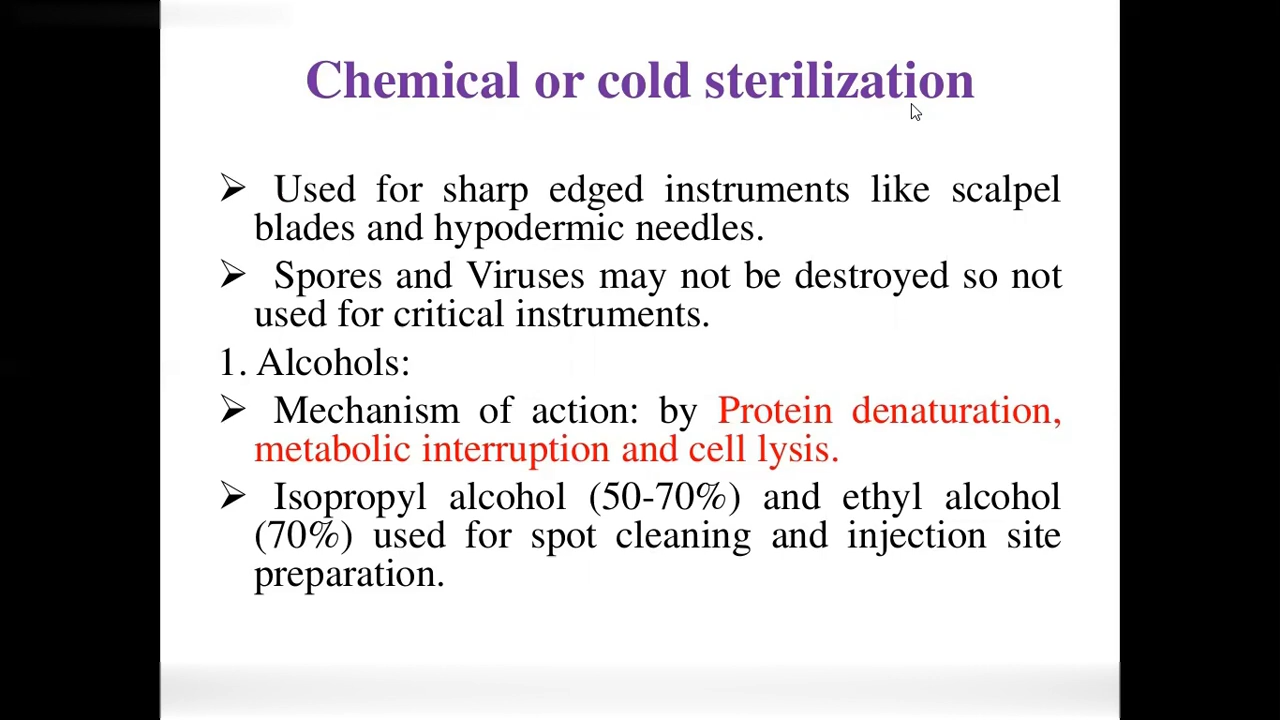 Chemical or cold sterilization
➢ Used for sharp edged instruments like scalpel
blades and hypodermic needles.
➢ Spores and Viruses may not be destroyed so not
used for critical instruments.
1. Alcohols:
➢ Mechanism of action: by Protein denaturation,
metabolic interruption and cell lysis.
➢ Isopropyl alcohol (50-70%) and ethyl alcohol
(70%) used for spot cleaning and injection site
preparation.